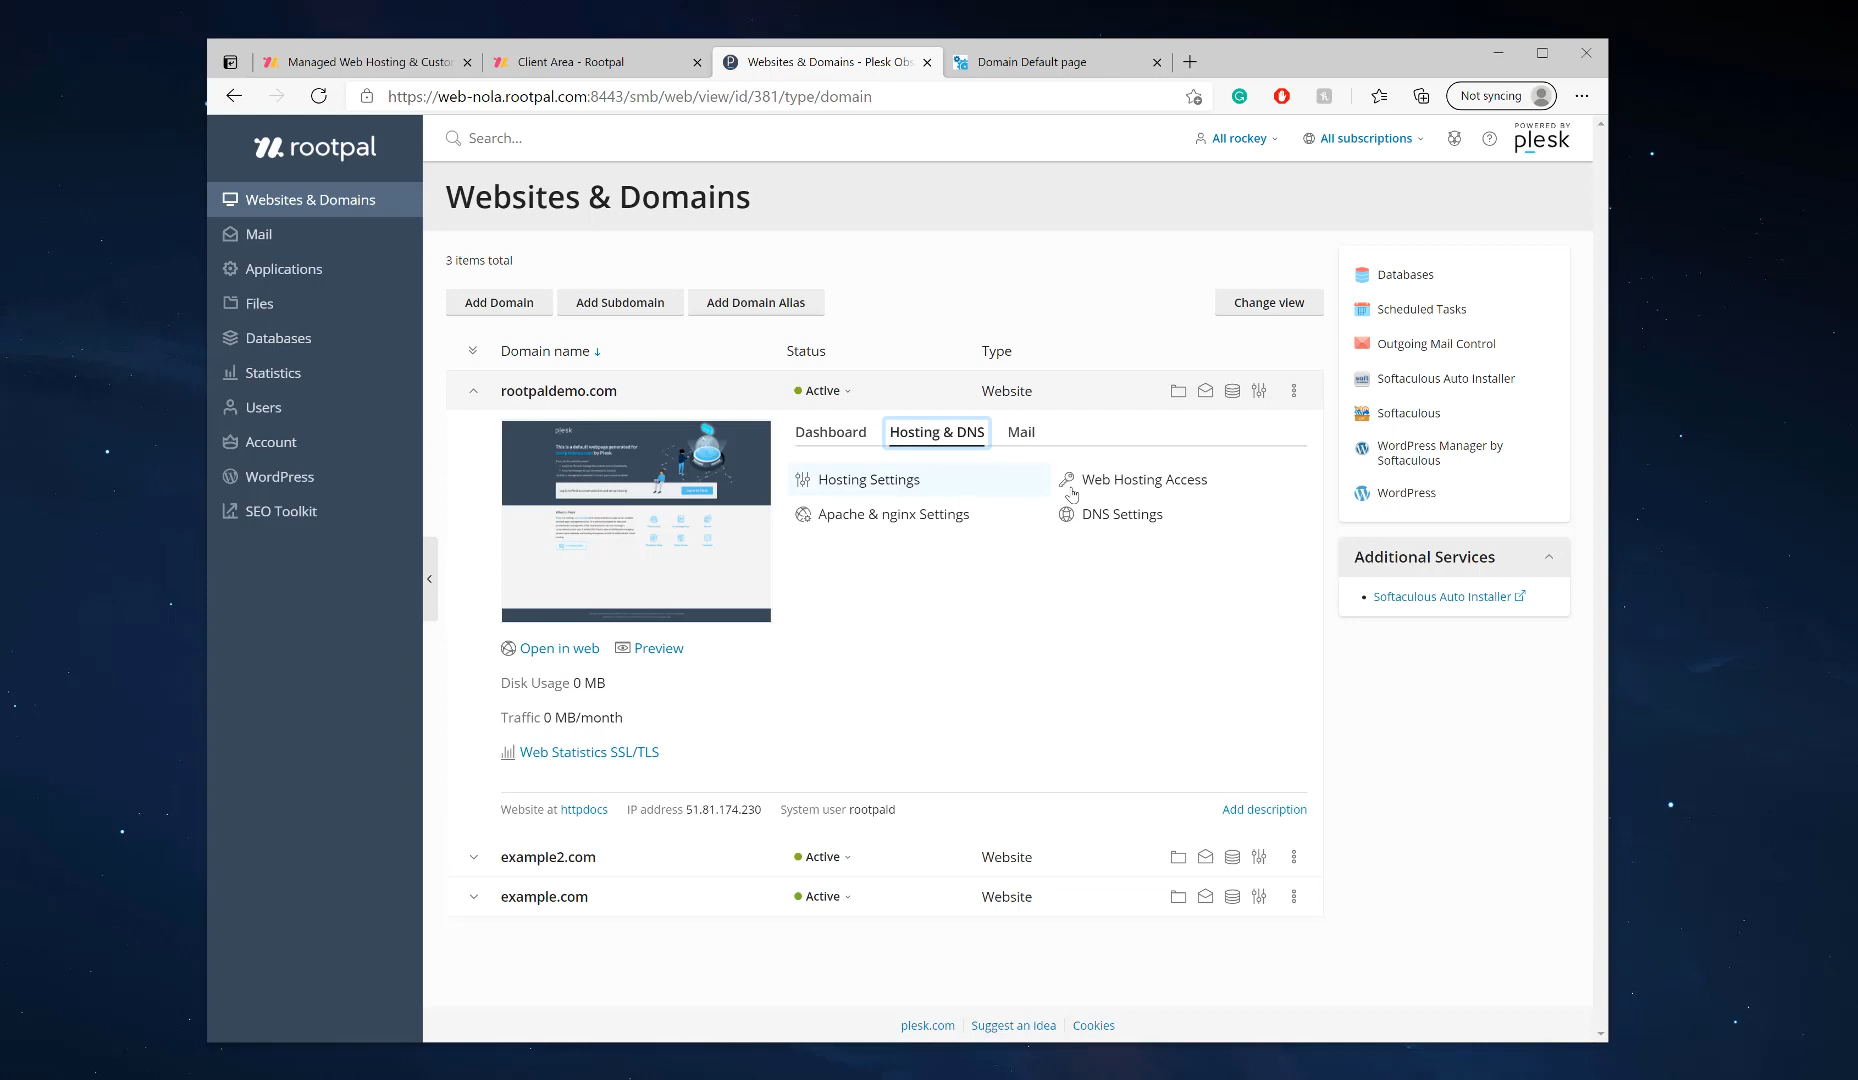 Managed Web Hosting & Custo
Client Area - Rootpal
Websites & Domains - Plesk Obs
Domain Default page
https://web-nola.rootpal.com:8443/smb/web/view/id/381/type/domain
Not syncing
rootpal
Search...
All rockey
All subscriptions
POWERED BY
plesk
Websites & Domains
Mail
Applications
Files
Databases
Statistics
Users
Account
WordPress
SEO Toolkit
Websites & Domains
3 items total
Add Domain
Add Subdomain
Add Domain Alias
Change view
Domain name ↓
Status
Type
rootpaldemo.com
Active
Website
plesk
Dashboard
Hosting & DNS
Mail
Hosting Settings
Web Hosting Access
Apache & nginx Settings
DNS Settings
Open in web
Preview
Disk Usage 0 MB
Traffic 0 MB/month
Web Statistics SSL/TLS
Website at httpdocs
IP address 51.81.174.230
System user rootpald
Add description
example2.com
Active
Website
example.com
Active
Website
Databases
Scheduled Tasks
Outgoing Mail Control
Softaculous Auto Installer
Softaculous
WordPress Manager by
Softaculous
WordPress
Additional Services
Softaculous Auto Installer
plesk.com
Suggest an idea
Cookies